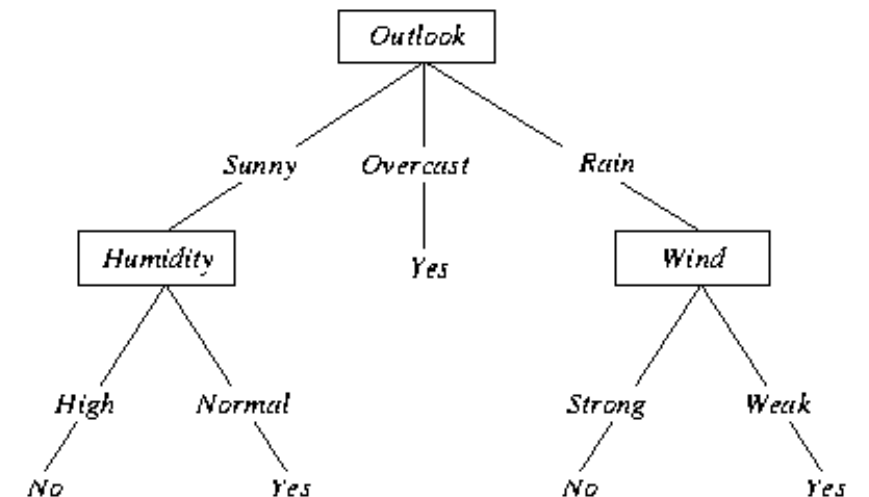 Outlook
Sunny Overcast Rain
Humidity Yes Wind
High Normal Strong Weak
No Yes No Yes